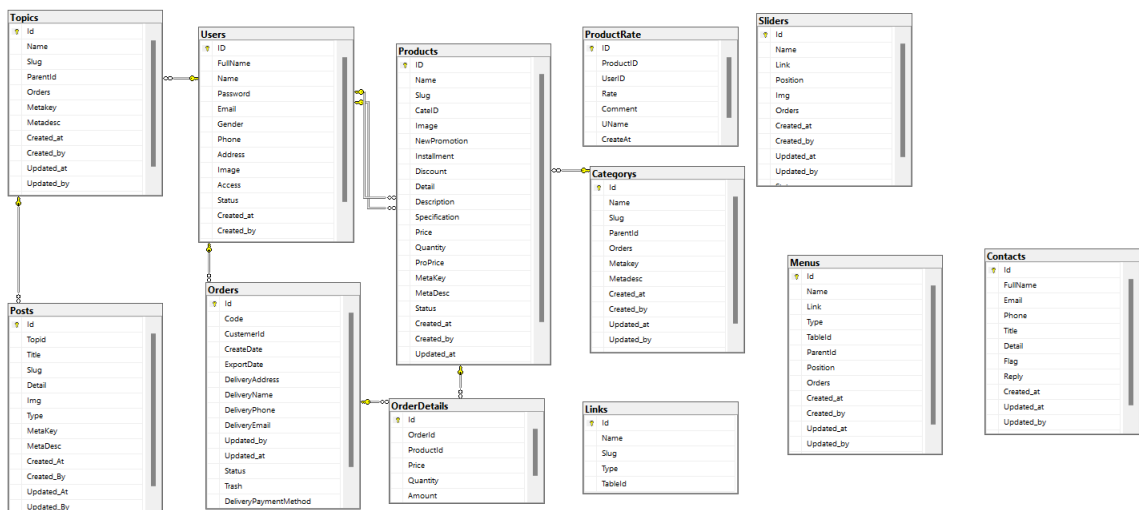 Topics
Id
Name
Slug
ParentId
Orders
Metakey
Metadesc
Created_at
Created_by
Updated_at
Updated_by
Users
ID
FullName
Name
Password
Email
Gender
Phone
Address
Image
Access
Status
Created_at
Created_by
Products
ID
Name
Slug
CateID
Image
NewPromotion
Installment
Discount
Detail
Description
Specification
Price
Quantity
ProPrice
MetaKey
MetaDesc
Status
Created_at
Created_by
Updated_at
ProductRate
ID
ProductID
UserID
Rate
Comment
UName
CreateAt
Sliders
Id
Name
Link
Position
Img
Orders
Created_at
Created_by
Updated_at
Updated_by
Categorys
Id
Name
Slug
ParentId
Orders
Metakey
Metadesc
Created_at
Created_by
Updated_at
Updated_by
Menus
Id
Name
Link
Type
TableId
ParentId
Position
Orders
Created_at
Created_by
Updated_at
Updated_by
Contacts
Id
FullName
Email
Phone
Title
Detail
Flag
Reply
Created_at
Updated_at
Updated_by
Posts
Id
Topid
Title
Slug
Detail
Img
Type
MetaKey
MetaDesc
Created_At
Created_By
Updated_At
Updated_By
Orders
Id
Code
CustemerId
CreateDate
ExportDate
DeliveryAddress
DeliveryName
DeliveryPhone
DeliveryEmail
Updated_by
Updated_at
Status
Trash
DeliveryPaymentMethod
OrderDetails
Id
OrderId
ProductId
Price
Quantity
Amount
Links
Id
Name
Slug
Type
TableId